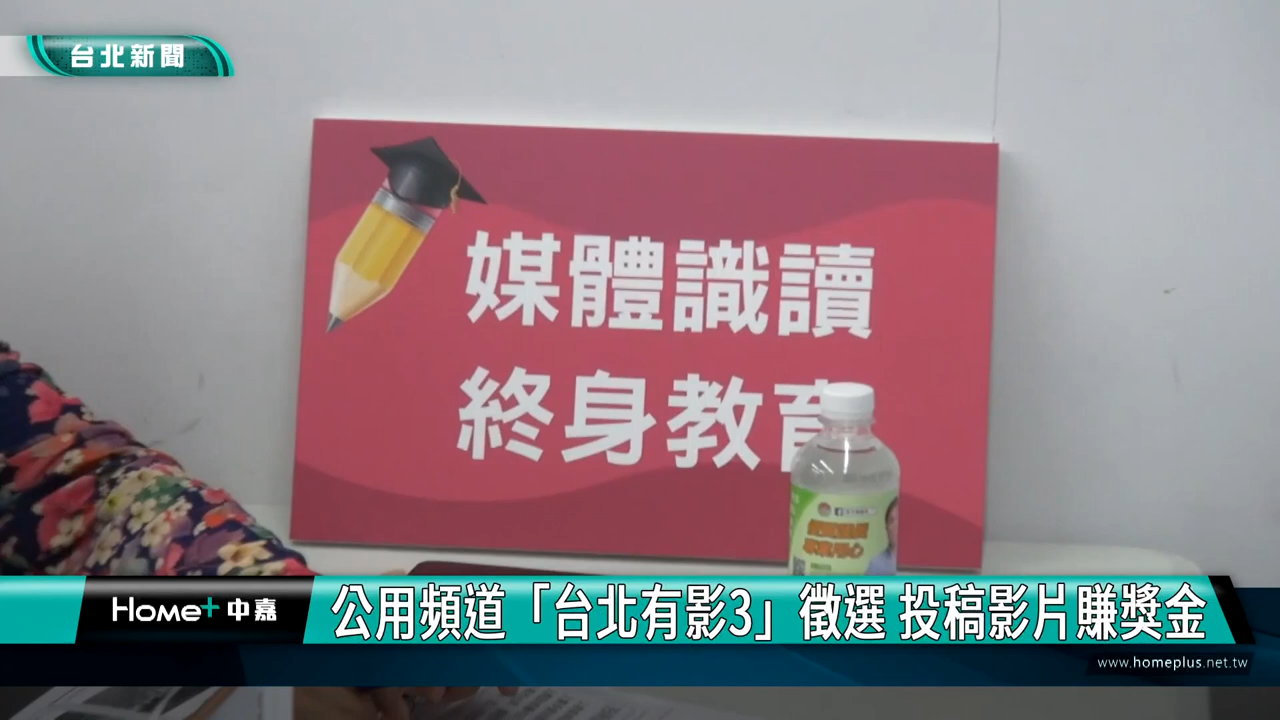 台北新聞
媒體識讀
終身教育
Home+ 中嘉
公用頻道「台北有影3」徵選 投稿影片賺獎金
www.homeplus.net.tw